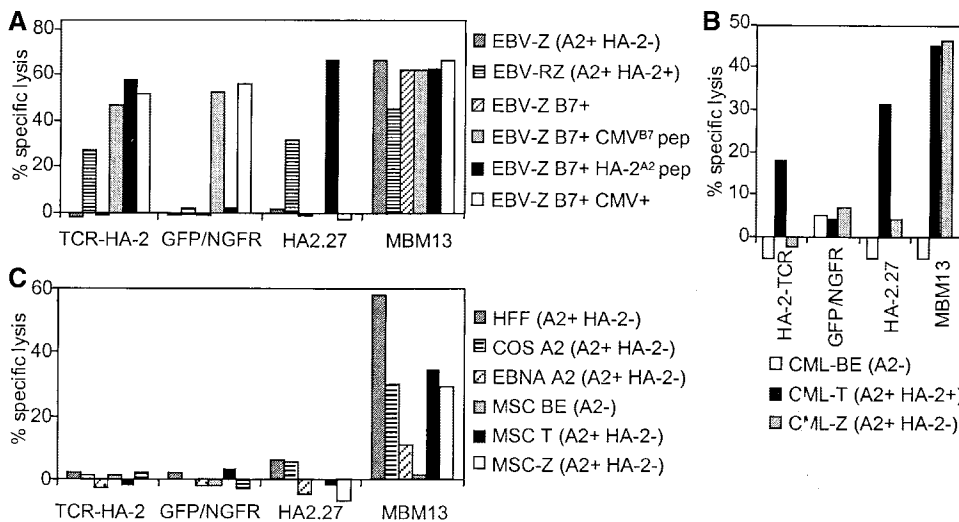 A
% specific lysis
80
60
40
20
0
TCR-HA-2
GFP/NGFR
HA2.27
MBM13
EBV-Z (A2+ HA-2-)
EBV-RZ (A2+ HA-2+)
EBV-Z B7+
EBV-Z B7+ CMVB7 pep
EBV-Z B7+ HA-2A2 pep
EBV-Z B7+ CMV+
B
% specific lysis
50
40
30
20
10
0
HA-2-TCR
GFP/NGFR
HA-2.27
MBM13
CML-BE (A2-)
CML-T (A2+ HA-2+)
CML-Z (A2+ HA-2-)
C
% specific lysis
60
40
20
0
TCR-HA-2
GFP/NGFR
HA2.27
MBM13
HFF (A2+ HA-2-)
COS A2 (A2+ HA-2-)
EBNA A2 (A2+ HA-2-)
MSC BE (A2-)
MSC T (A2+ HA-2-)
MSC-Z (A2+ HA-2-)